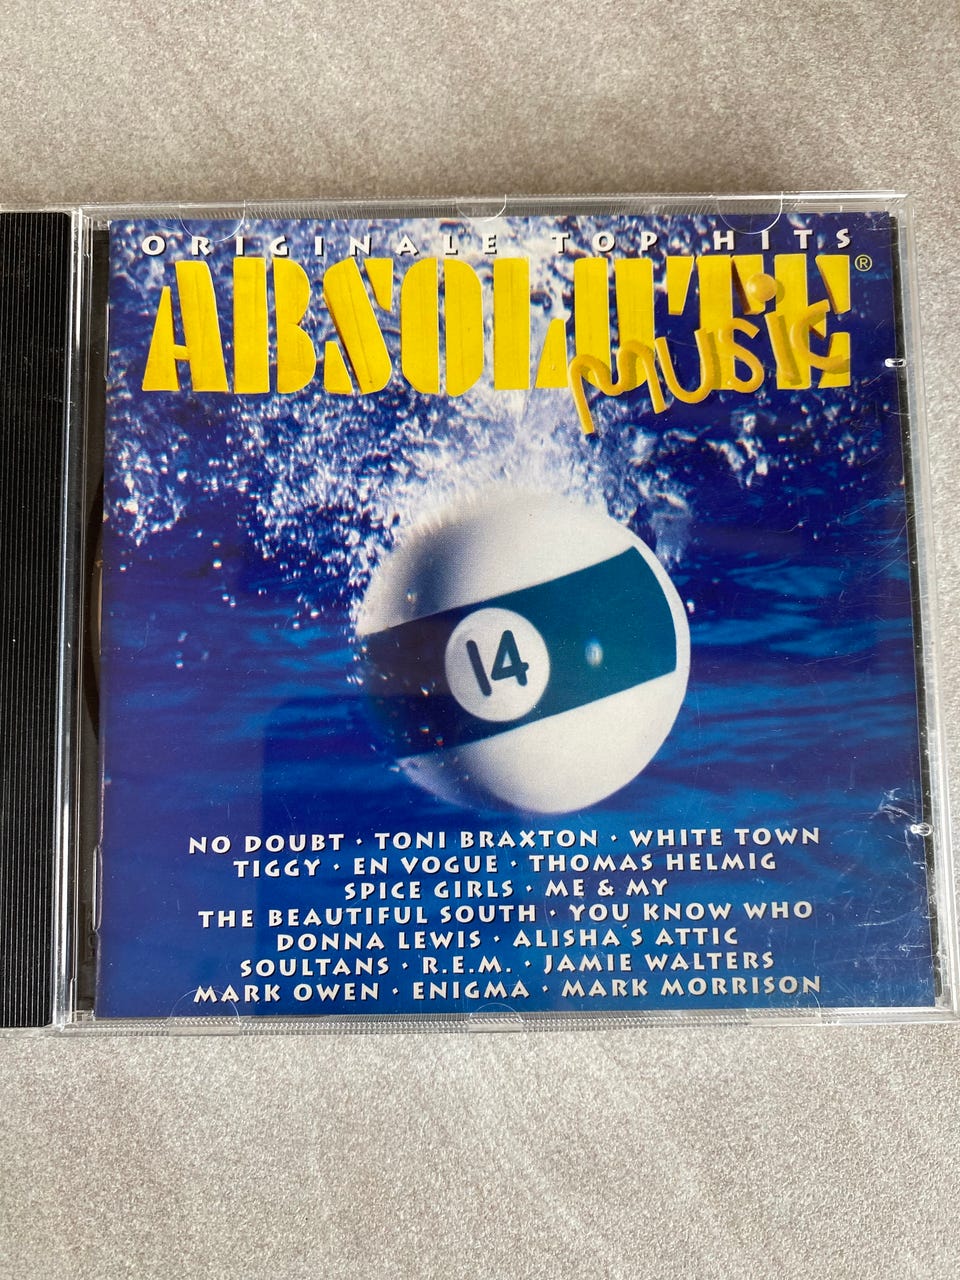 ORIGINALE TOP HITS
ABSOLUTE®
MUSIC
14
NO DOUBT · TONI BRAXTON · WHITE TOWN
TIGGY · EN VOGUE · THOMAS HELMIG
SPICE GIRLS · ME & MY
THE BEAUTIFUL SOUTH · YOU KNOW WHO
DONNA LEWIS · ALISHA'S ATTIC
SOULTANS · R.E.M. · JAMIE WALTERS
MARK OWEN · ENIGMA · MARK MORRISON